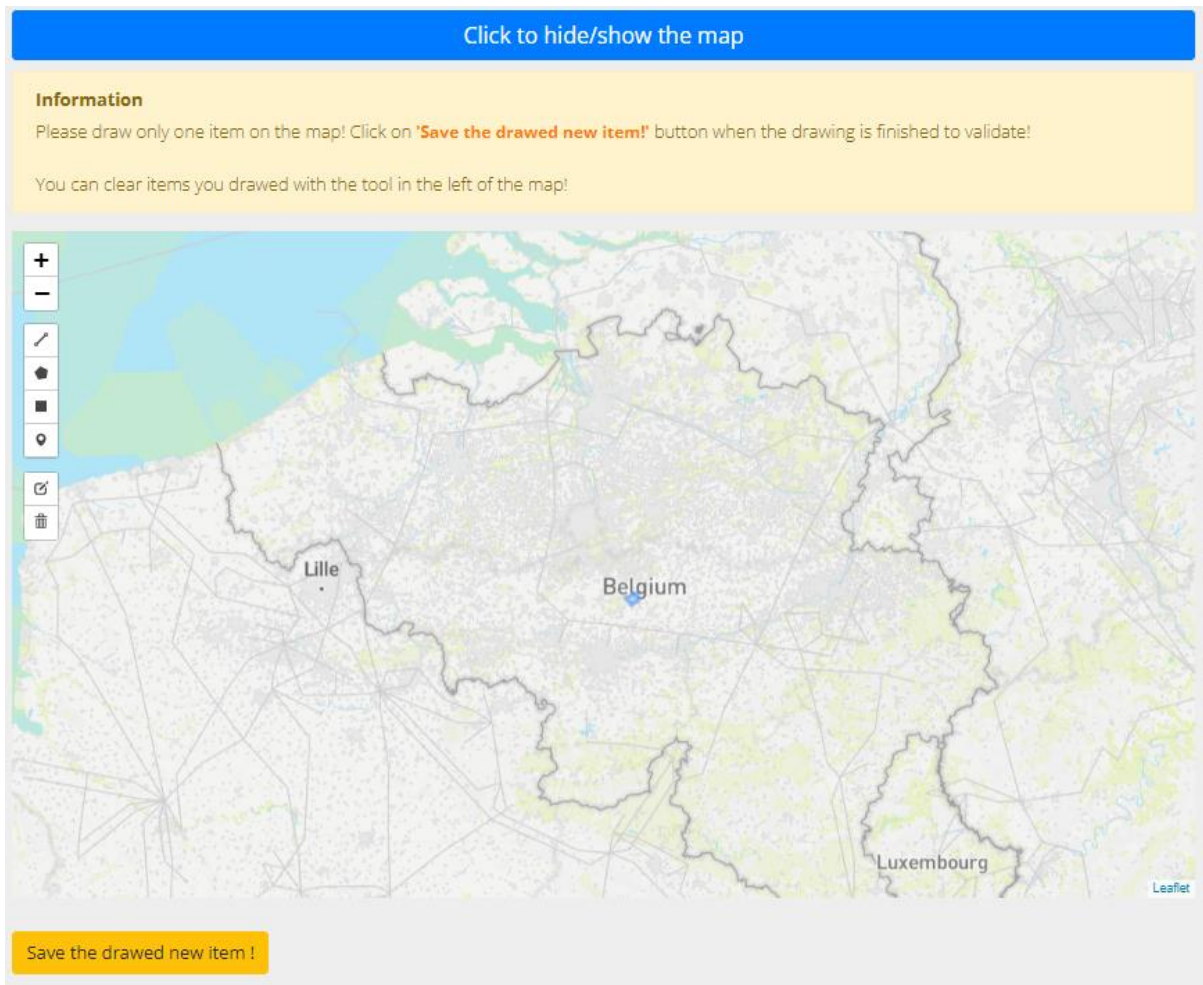 Click to hide/show the map
Information
Please draw only one item on the map! Click on 'Save the drawed new item!' button when the drawing is finished to validate!
You can clear items you drawed with the tool in the left of the map!
+
−
Lille
Belgium
Luxembourg
Leaflet
Save the drawed new item !